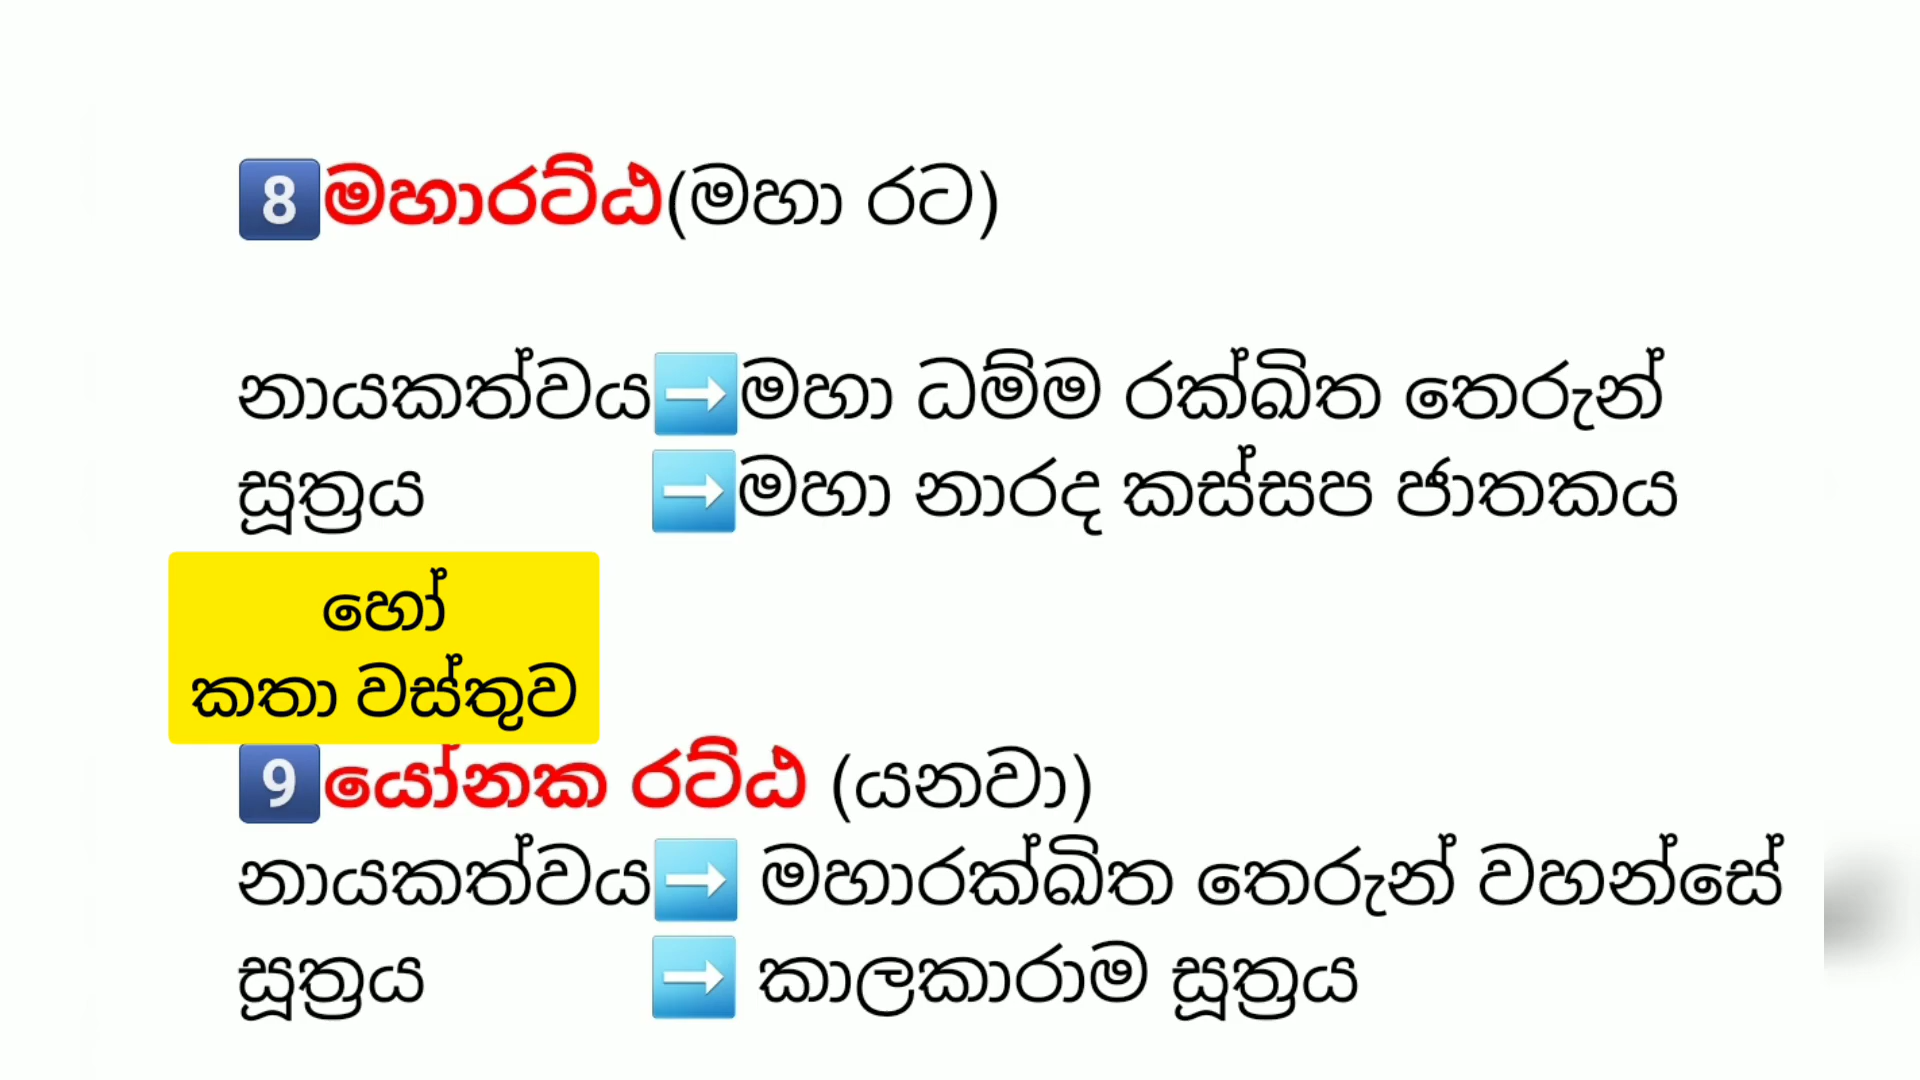 8️⃣මහාරට්ඨ(මහා රට)
නායකත්වය➡️මහා ධම්ම රක්ඛිත තෙරුන්
සූත්‍රය ➡️මහා නාරද කස්සප ජාතකය
හෝ
කතා වස්තුව
9️⃣යෝනක රට්ඨ (යනවා)
නායකත්වය➡️ මහාරක්ඛිත තෙරුන් වහන්සේ
සූත්‍රය ➡️ කාලකාරාම සූත්‍රය